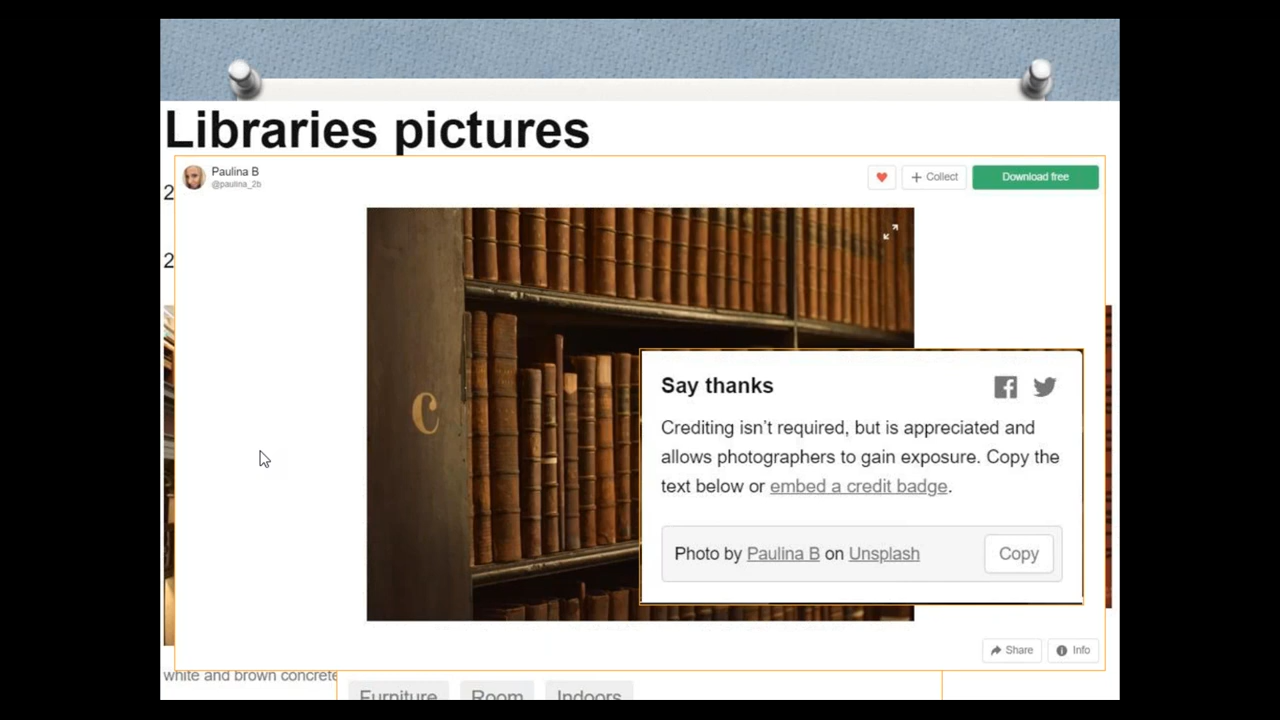 Libraries pictures
Paulina B
@paulina_2b
Collect
Download free
2
2
C
Say thanks
Crediting isn't required, but is appreciated and
allows photographers to gain exposure. Copy the
text below or embed a credit badge.
Photo by Paulina B on Unsplash
Copy
Share
Info
white and brown concrete
Furniture
Room
Indoors